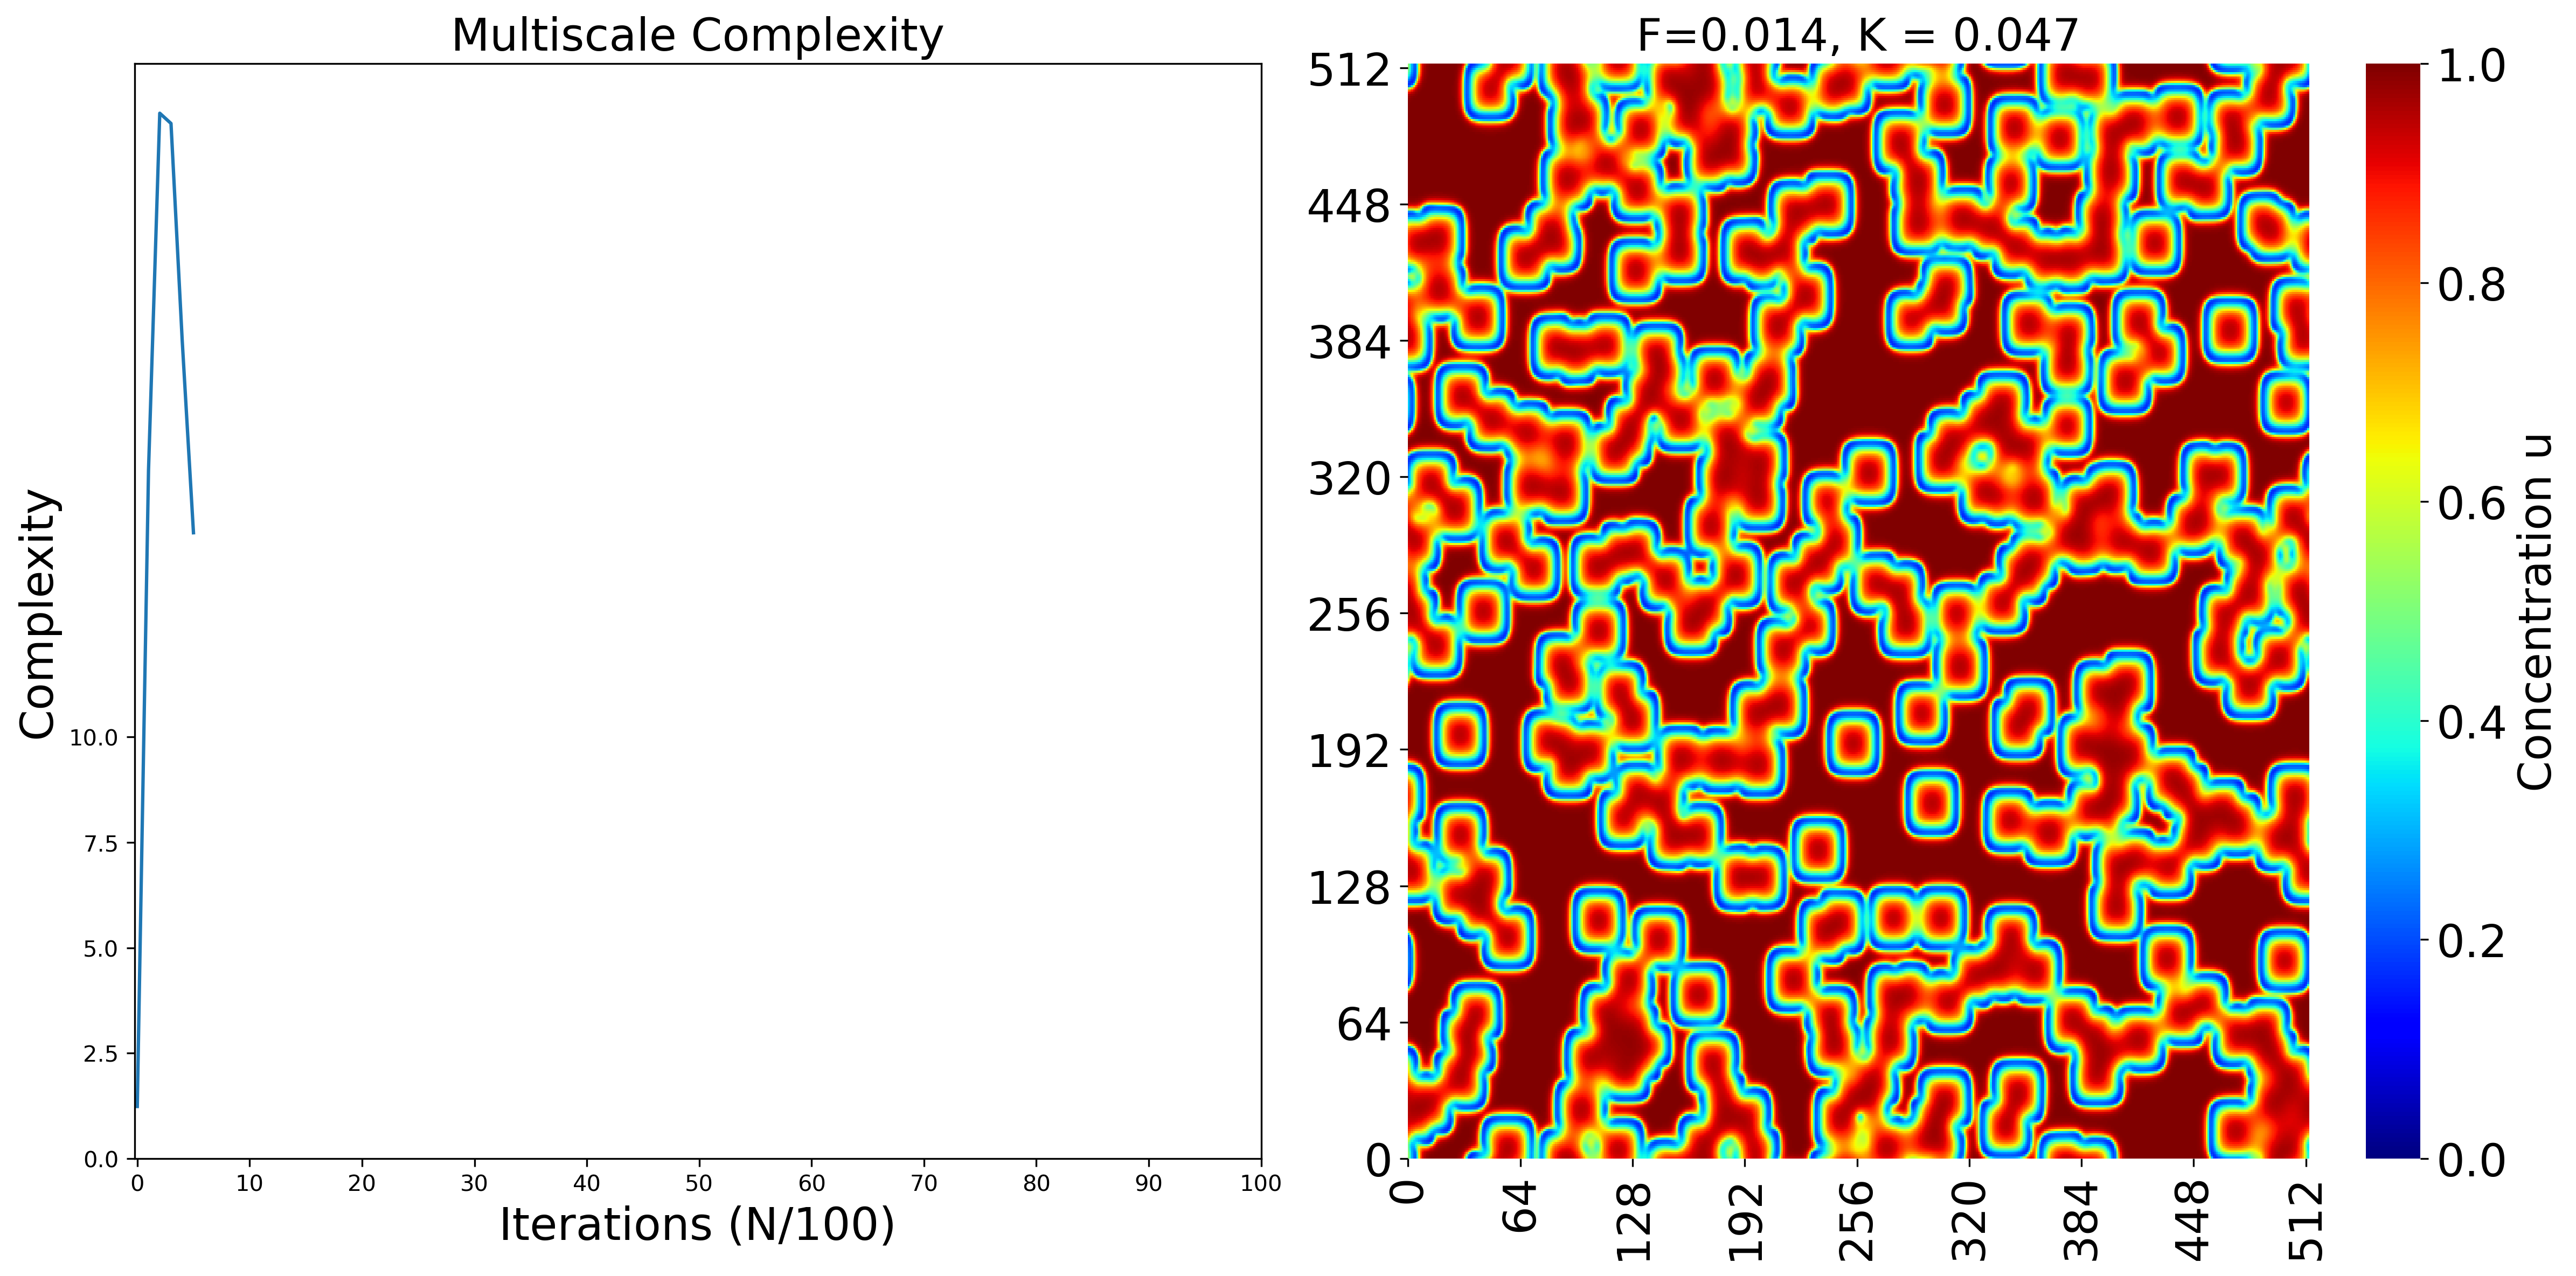 Multiscale Complexity
Complexity
10.0
7.5
5.0
2.5
0.0
0 10 20 30 40 50 60 70 80 90 100
Iterations (N/100)
F=0.014, K = 0.047
512
448
384
320
256
192
128
64
0
0 64 128 192 256 320 384 448 512
1.0
0.8
0.6
0.4
0.2
0.0
Concentration u